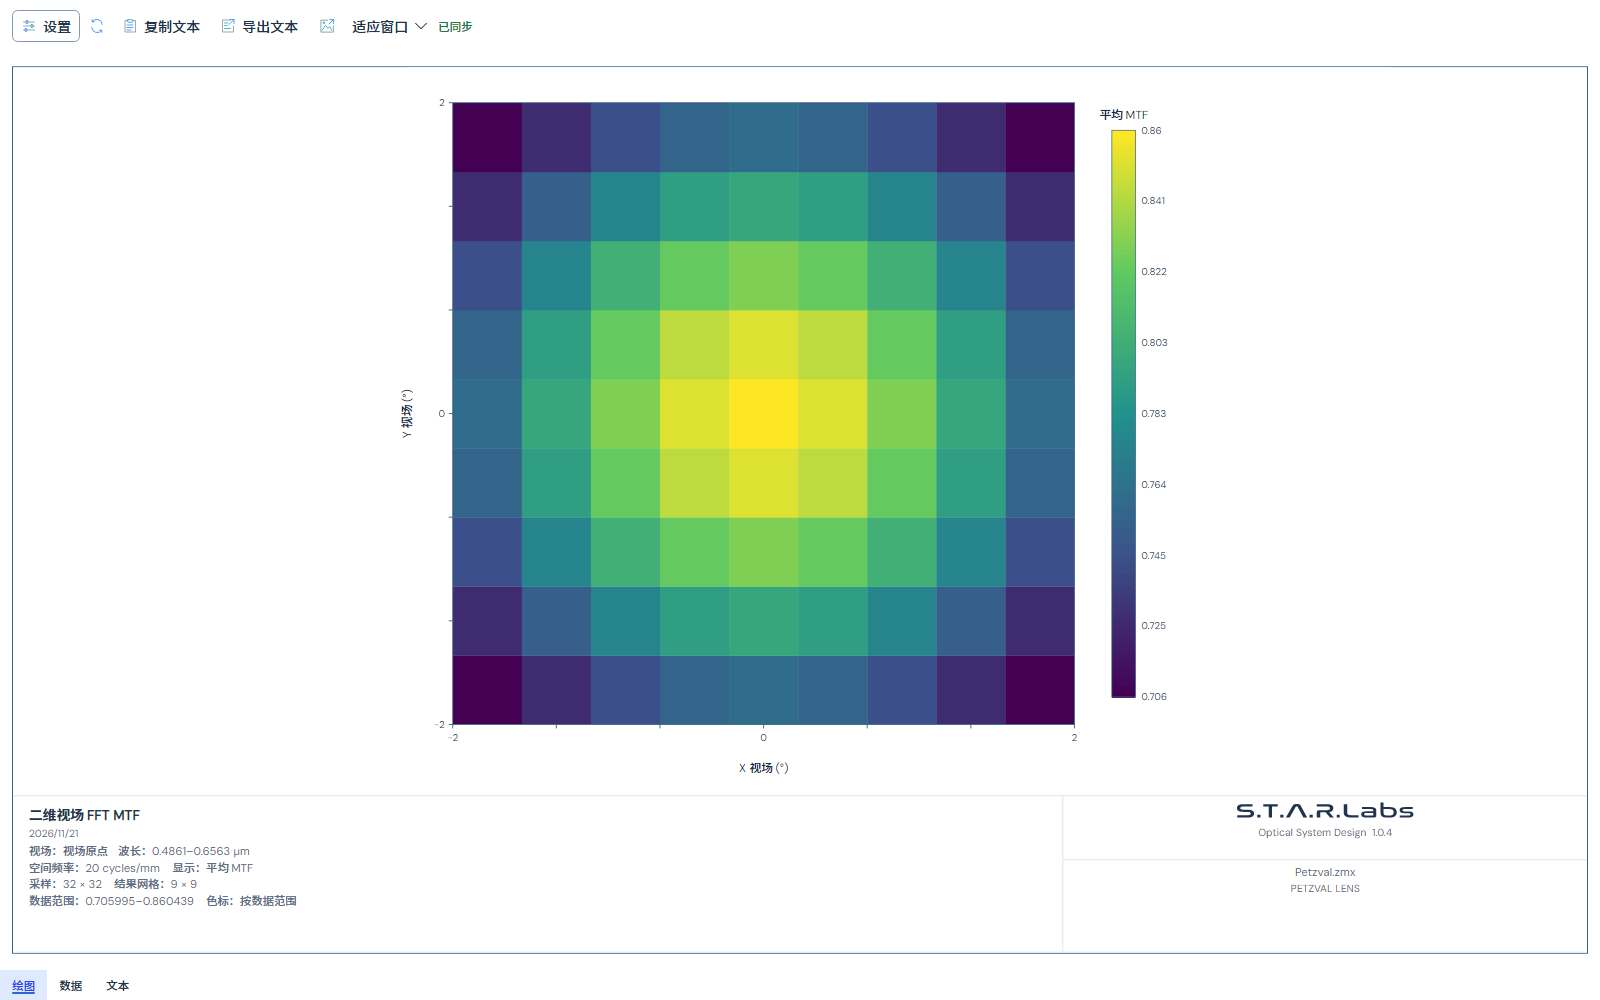 设置 复制文本 导出文本 适应窗口 已同步
平均 MTF
0.86
0.841
0.822
0.803
0.783
0.764
0.745
0.725
0.706
Y 视场 (°)
2
0
-2
-2 0 2
X 视场 (°)
二维视场 FFT MTF
2026/11/21
视场：视场原点 波长：0.4861–0.6563 μm
空间频率：20 cycles/mm 显示：平均 MTF
采样：32 × 32 结果网格：9 × 9
数据范围：0.705995–0.860439 色标：按数据范围
S.T.A.R.Labs
Optical System Design 1.0.4
Petzval.zmx
PETZVAL LENS
绘图 数据 文本